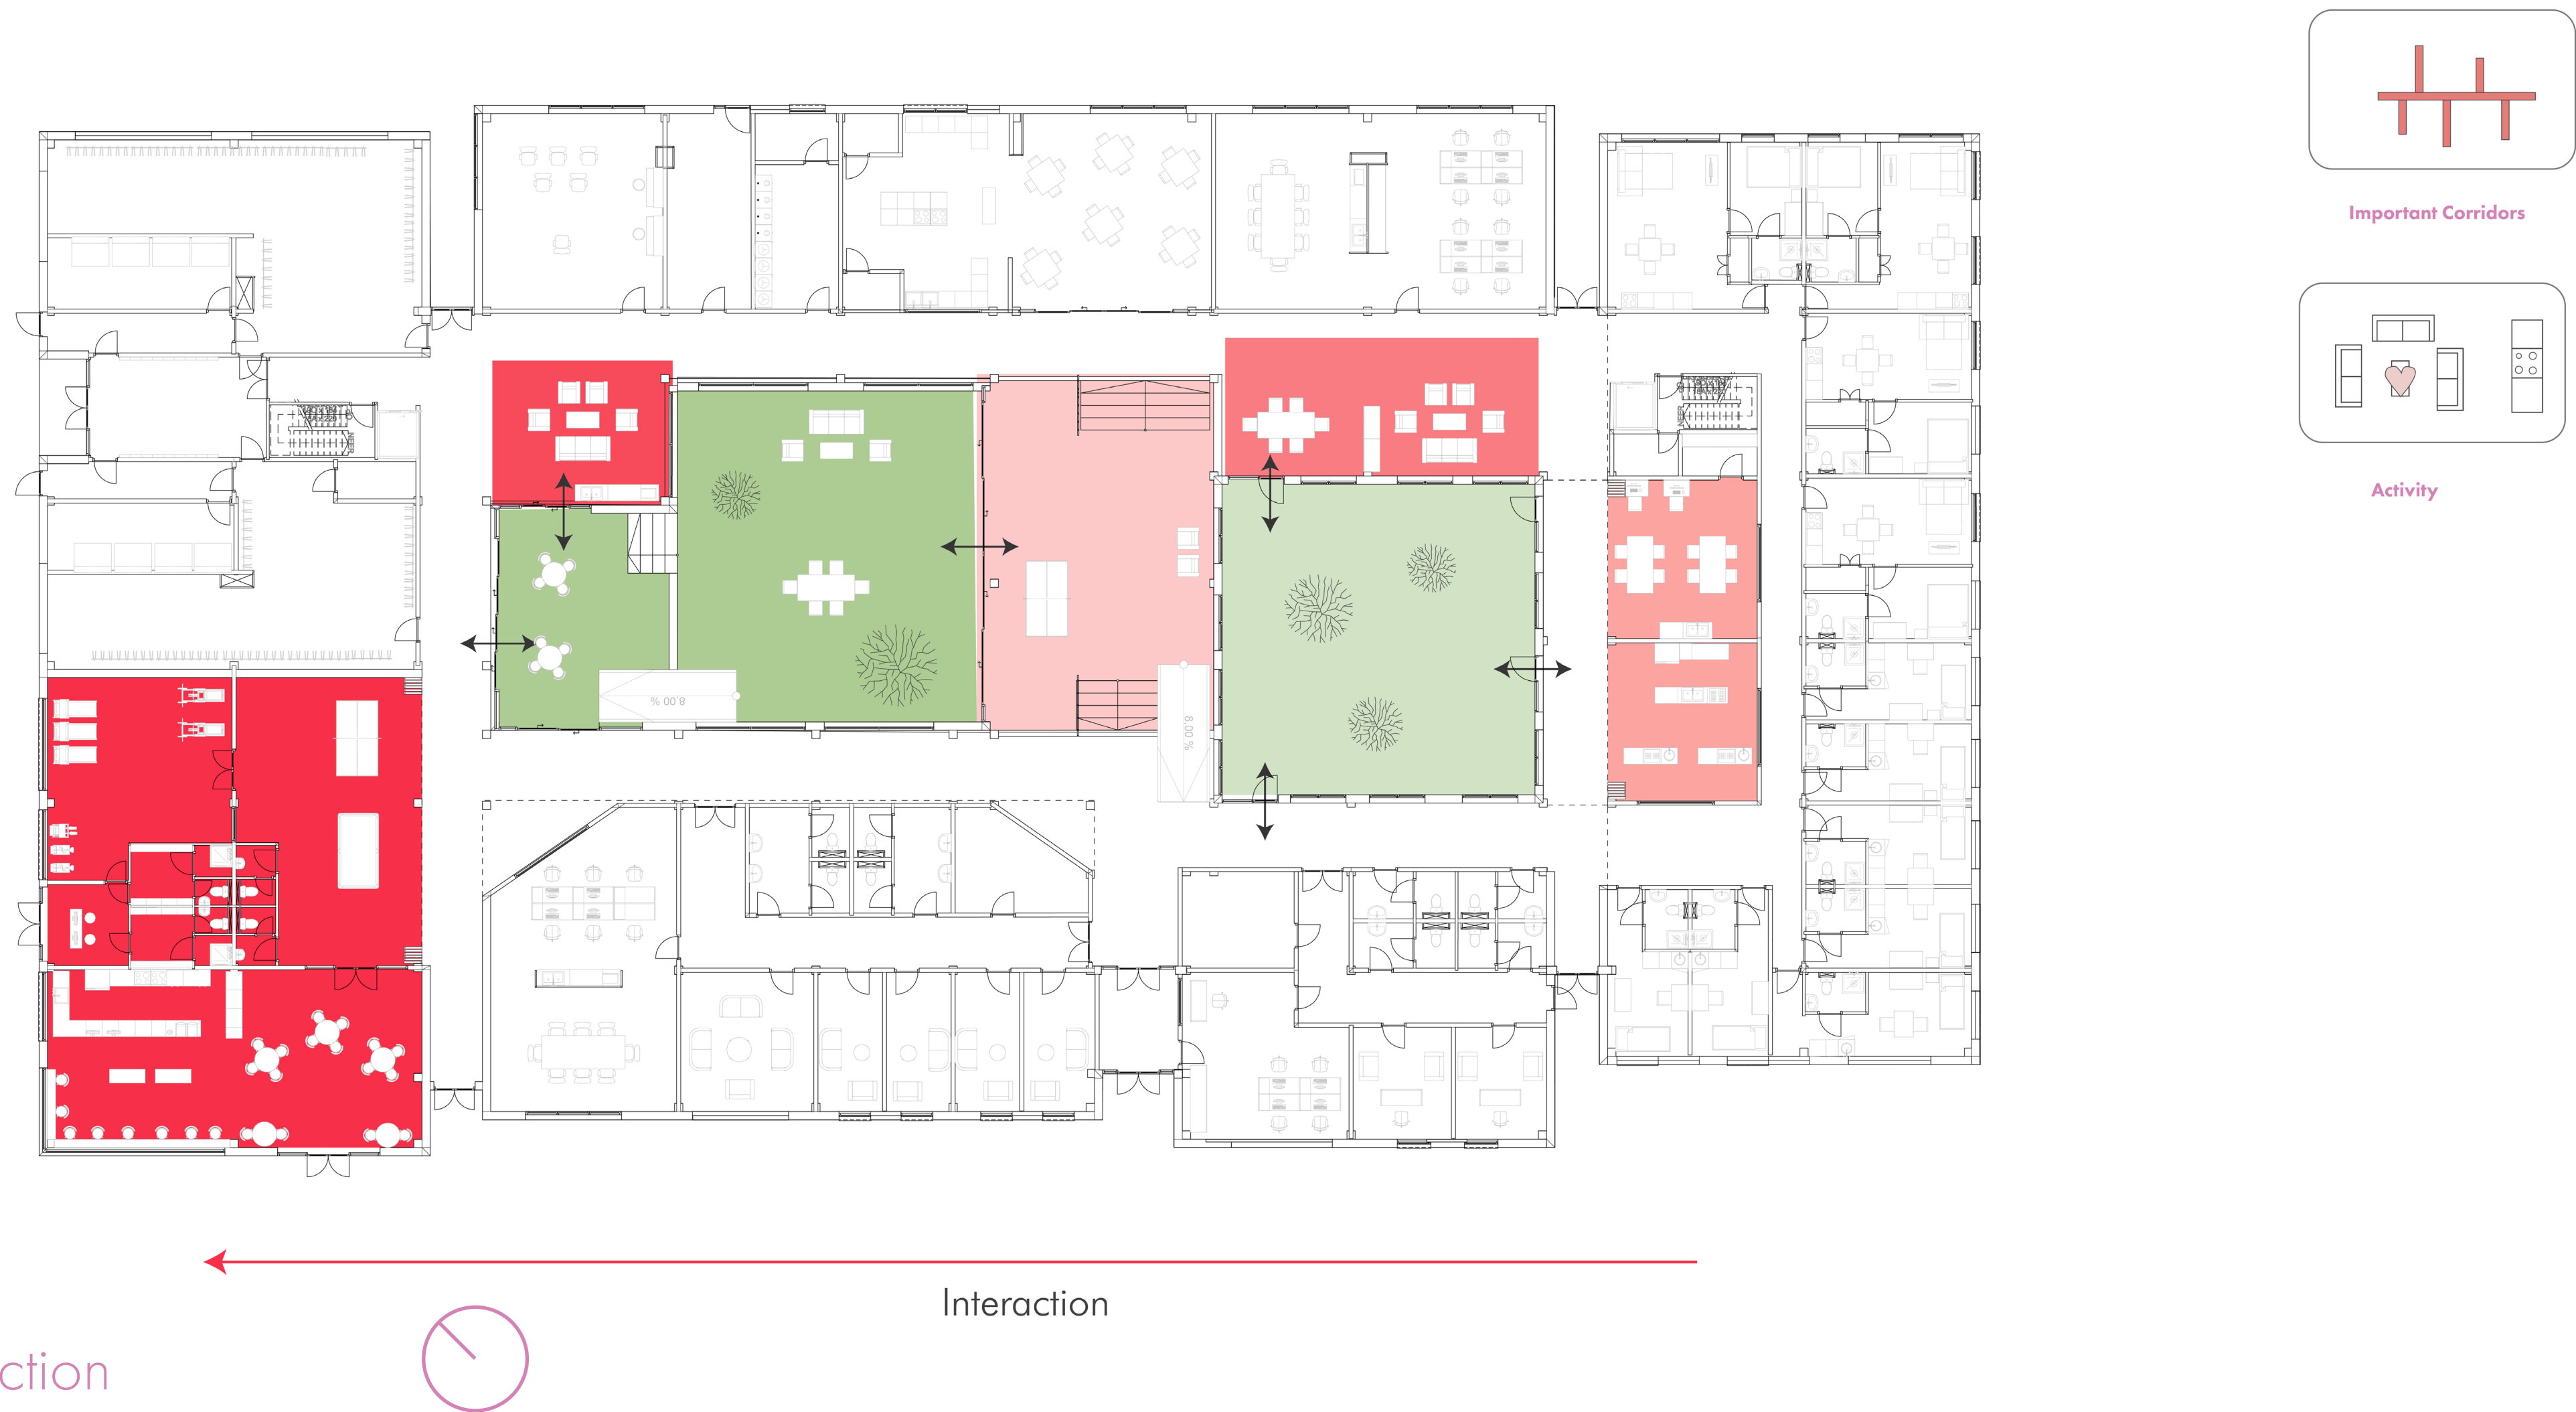 Important Corridors
Activity
8.00 %
8.00 %
Interaction
ction